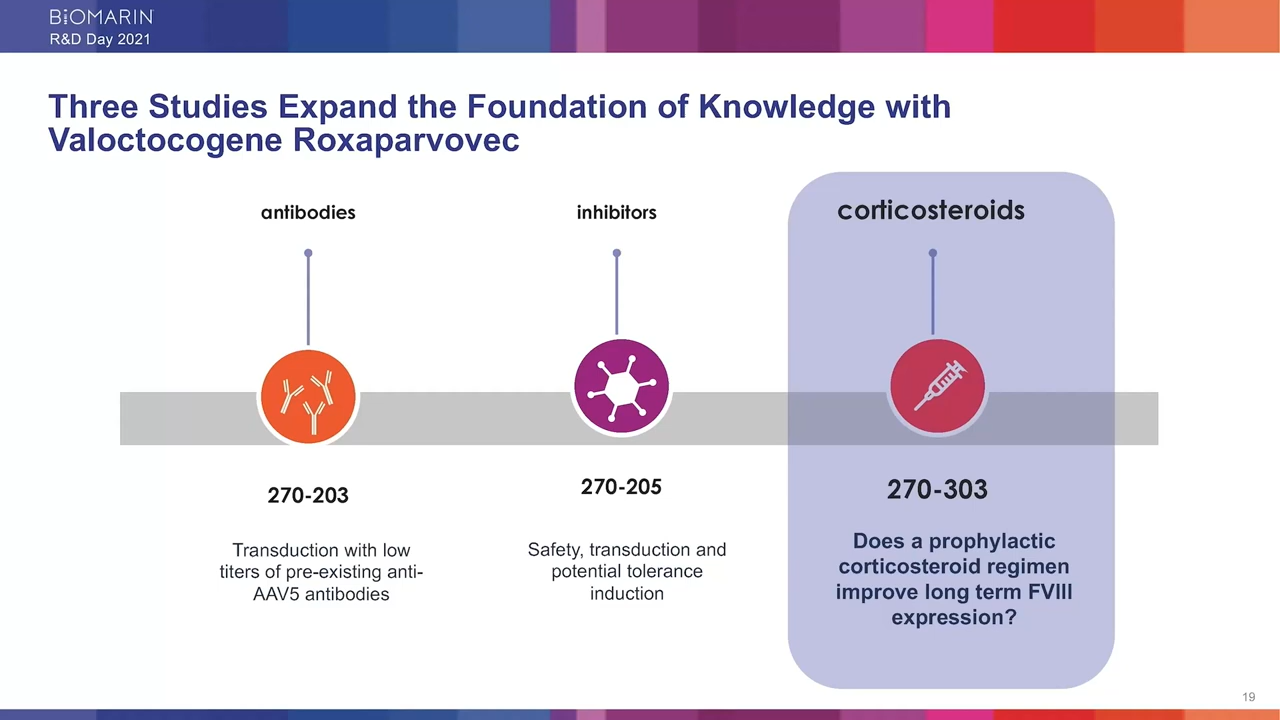 BIOMARIN
R&D Day 2021
Three Studies Expand the Foundation of Knowledge with
Valoctocogene Roxaparvovec
antibodies
270-203
Transduction with low
titers of pre-existing anti-
AAV5 antibodies
inhibitors
270-205
Safety, transduction and
potential tolerance
induction
corticosteroids
270-303
Does a prophylactic
corticosteroid regimen
improve long term FVIII
expression?
19